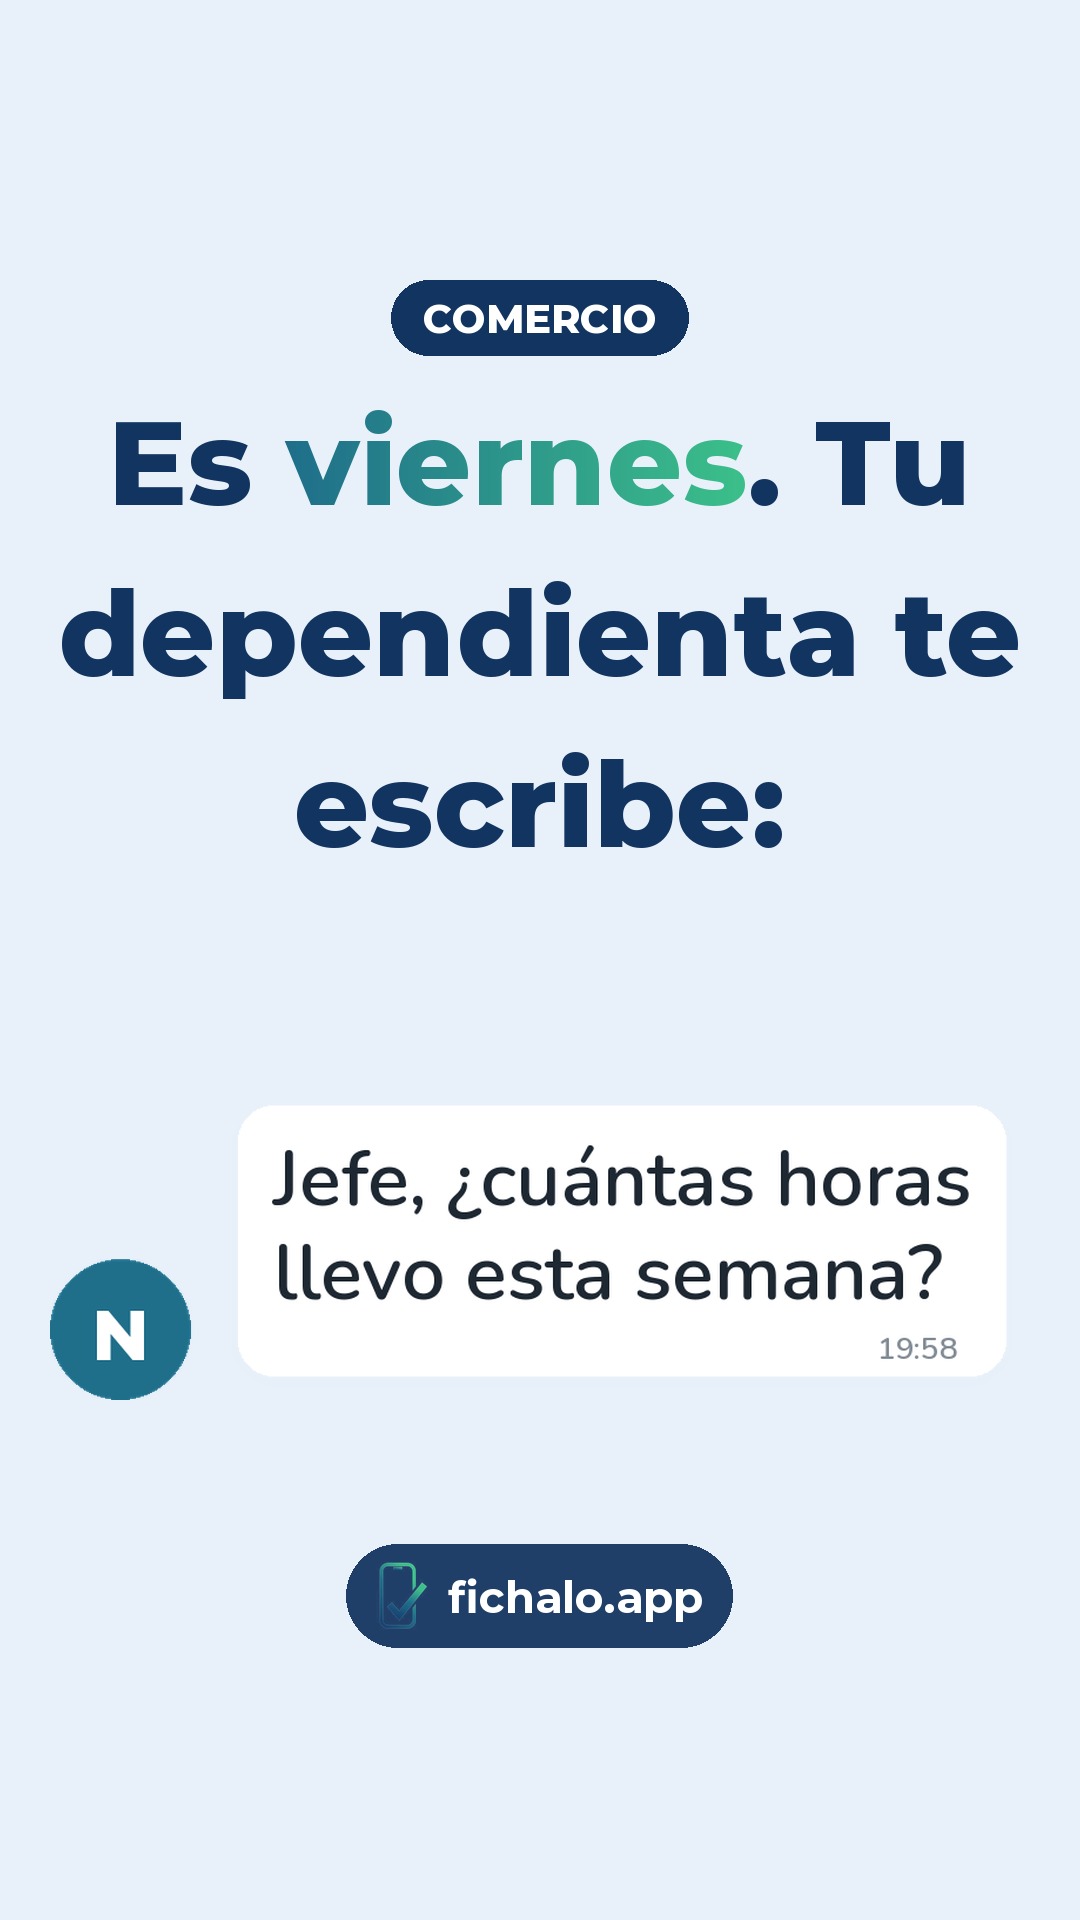 COMERCIO
Es viernes. Tu
dependienta te
escribe:
Jefe, ¿cuántas horas
llevo esta semana?
19:58
N
fichalo.app